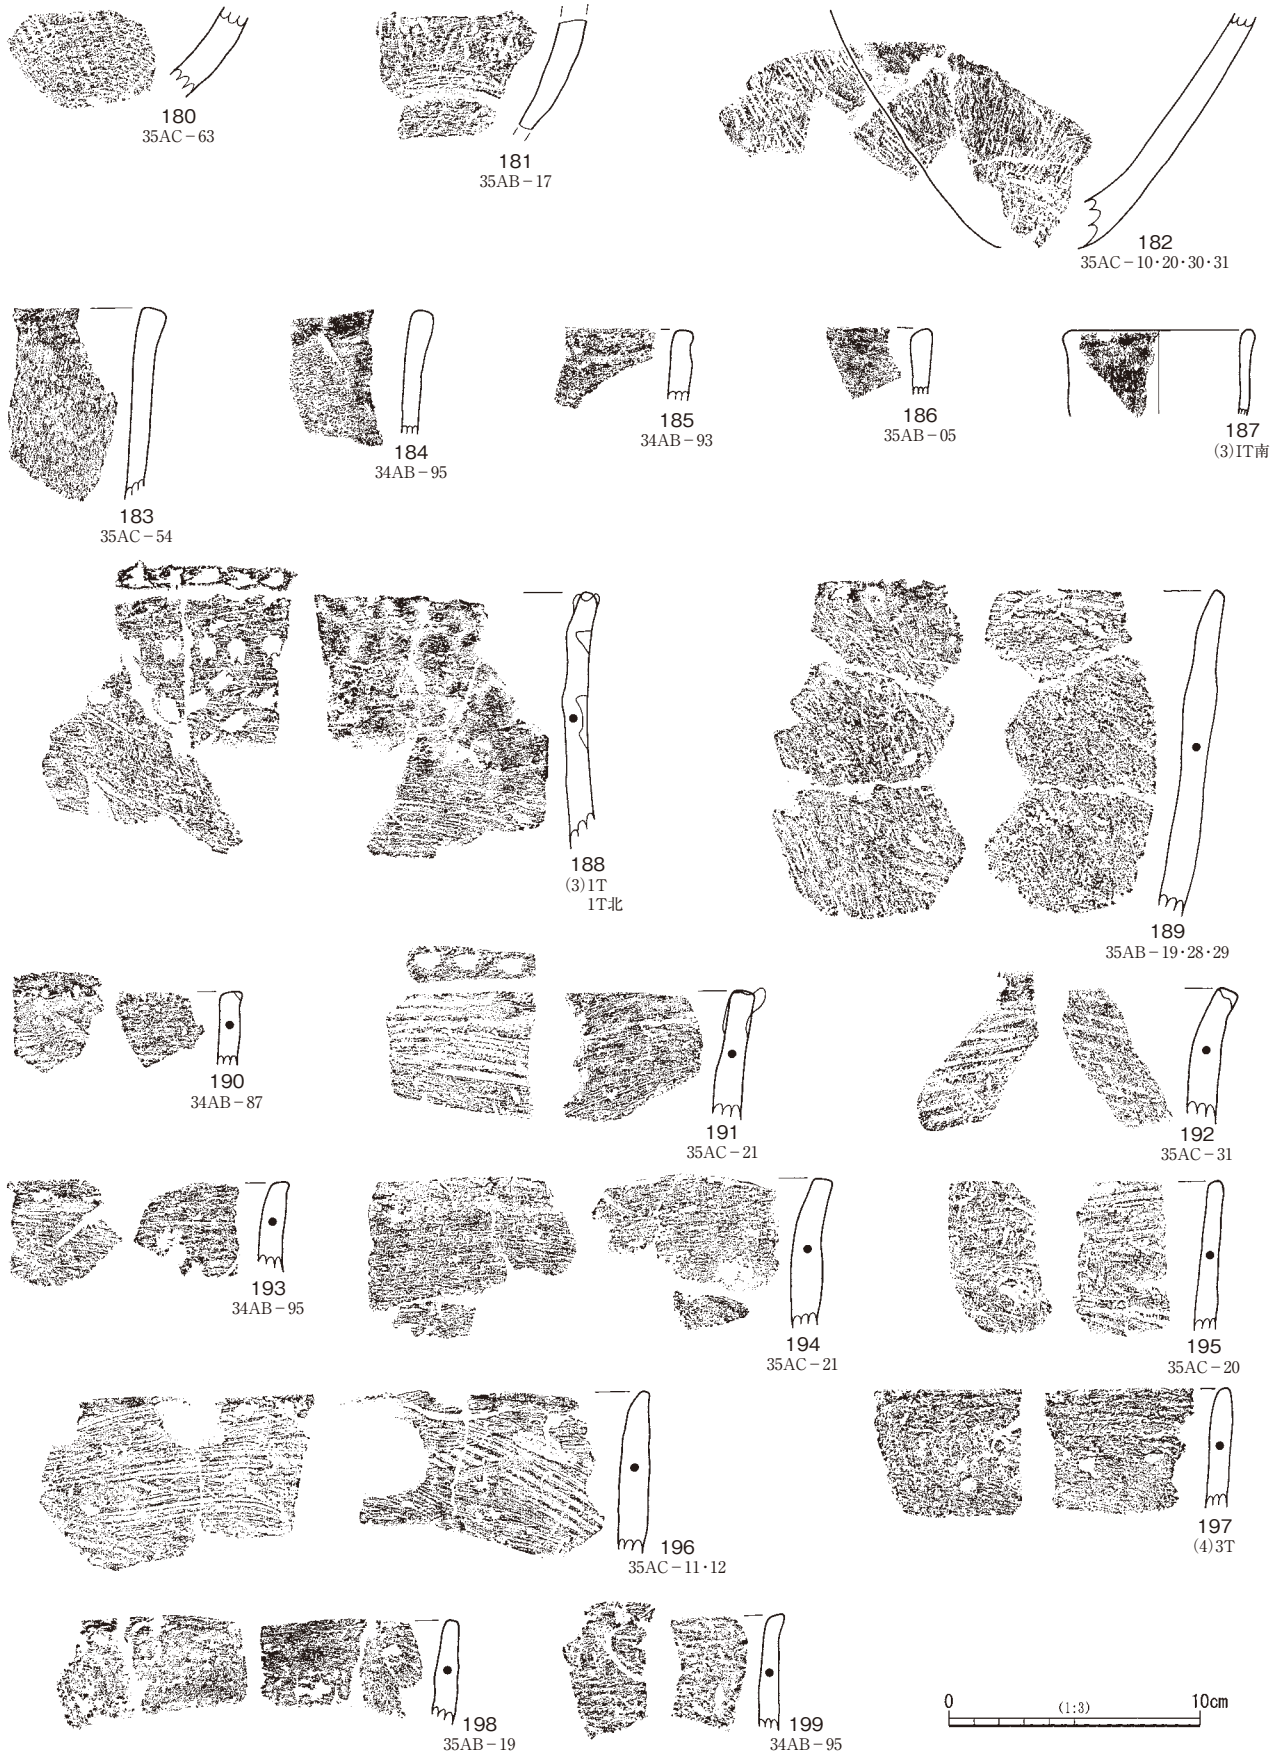 180
35AC－63
181
35AB－17
182
35AC－10・20・30・31
183
35AC－54
184
34AB－95
185
34AB－93
186
35AB－05
187
(3)1T南
188
(3)1T
1T北
189
35AB－19・28・29
190
34AB－87
191
35AC－21
192
35AC－31
193
34AB－95
194
35AC－21
195
35AC－20
196
35AC－11・12
197
(4)3T
198
35AB－19
199
34AB－95
0 (1:3) 10cm